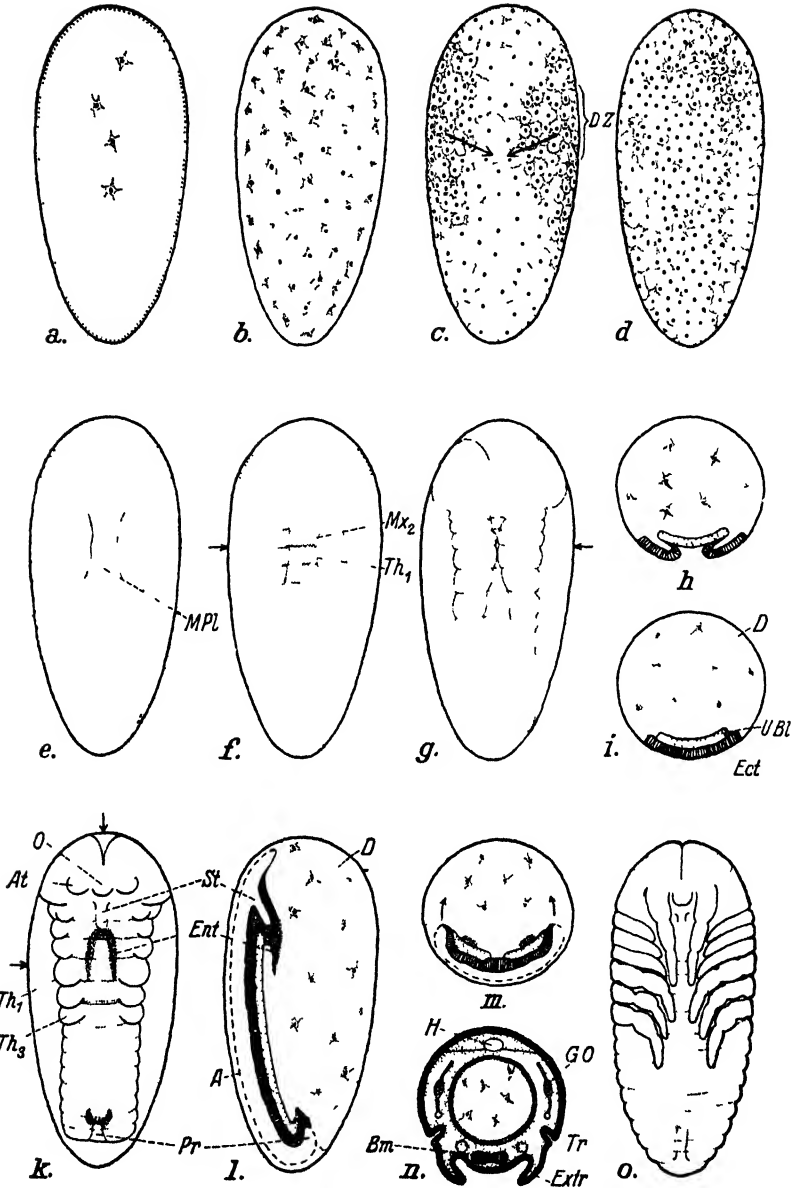 DZ
a. b. c. d
Mx2
Th1
MPl
h
D
UBl
e. f. g. i. Ect
O
At St D
Ent
m.
Th1 H GO
Th3 A
Pr Bm Tr
k. l. n. Extr o.